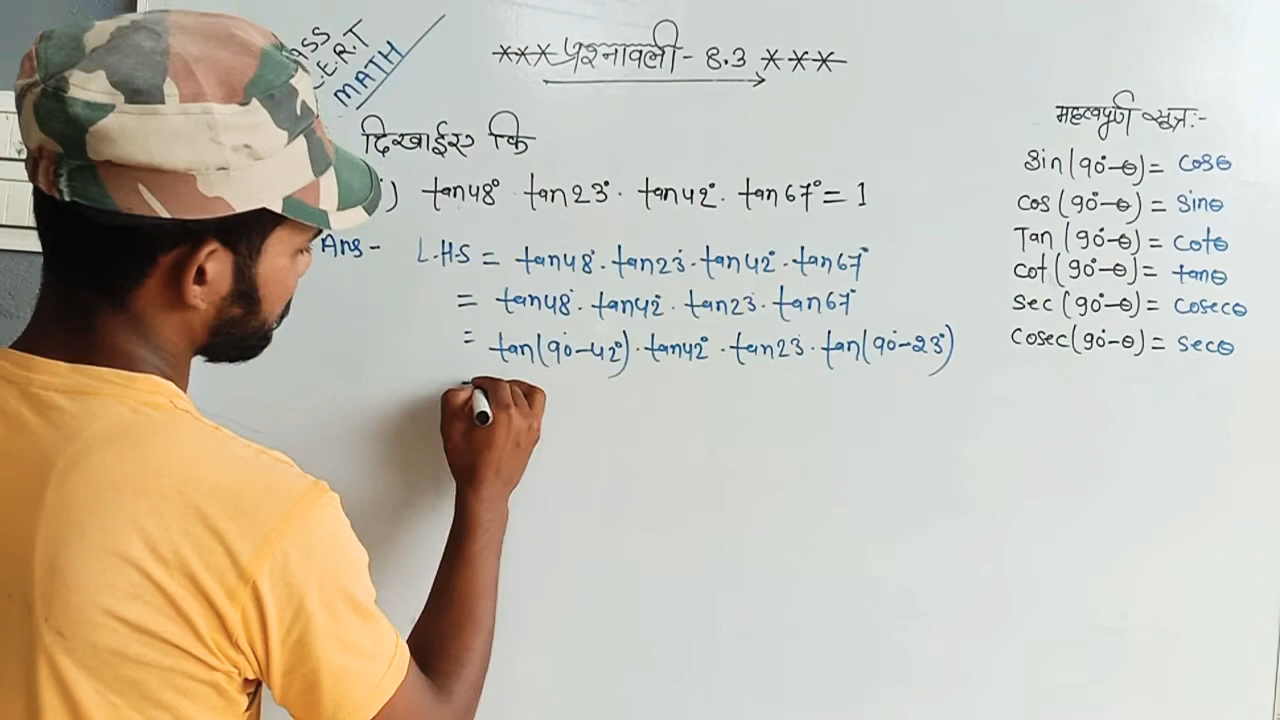 ASS
C.E.R.T
MATH
*** प्रश्नावली - 8.3 ***
दिखाईए कि
) tan48° · tan23° · tan42° · tan67° = 1
Ans - L.H.S = tan48° · tan23° · tan42° · tan67°
= tan48° · tan42° · tan23° · tan67°
= tan(90°-42°) · tan42° · tan23° · tan(90°-23°)
महत्वपूर्ण सूत्र:-
Sin(90°-θ) = cosθ
cos(90°-θ) = sinθ
Tan(90°-θ) = cotθ
cot(90°-θ) = tanθ
sec(90°-θ) = cosecθ
cosec(90°-θ) = secθ